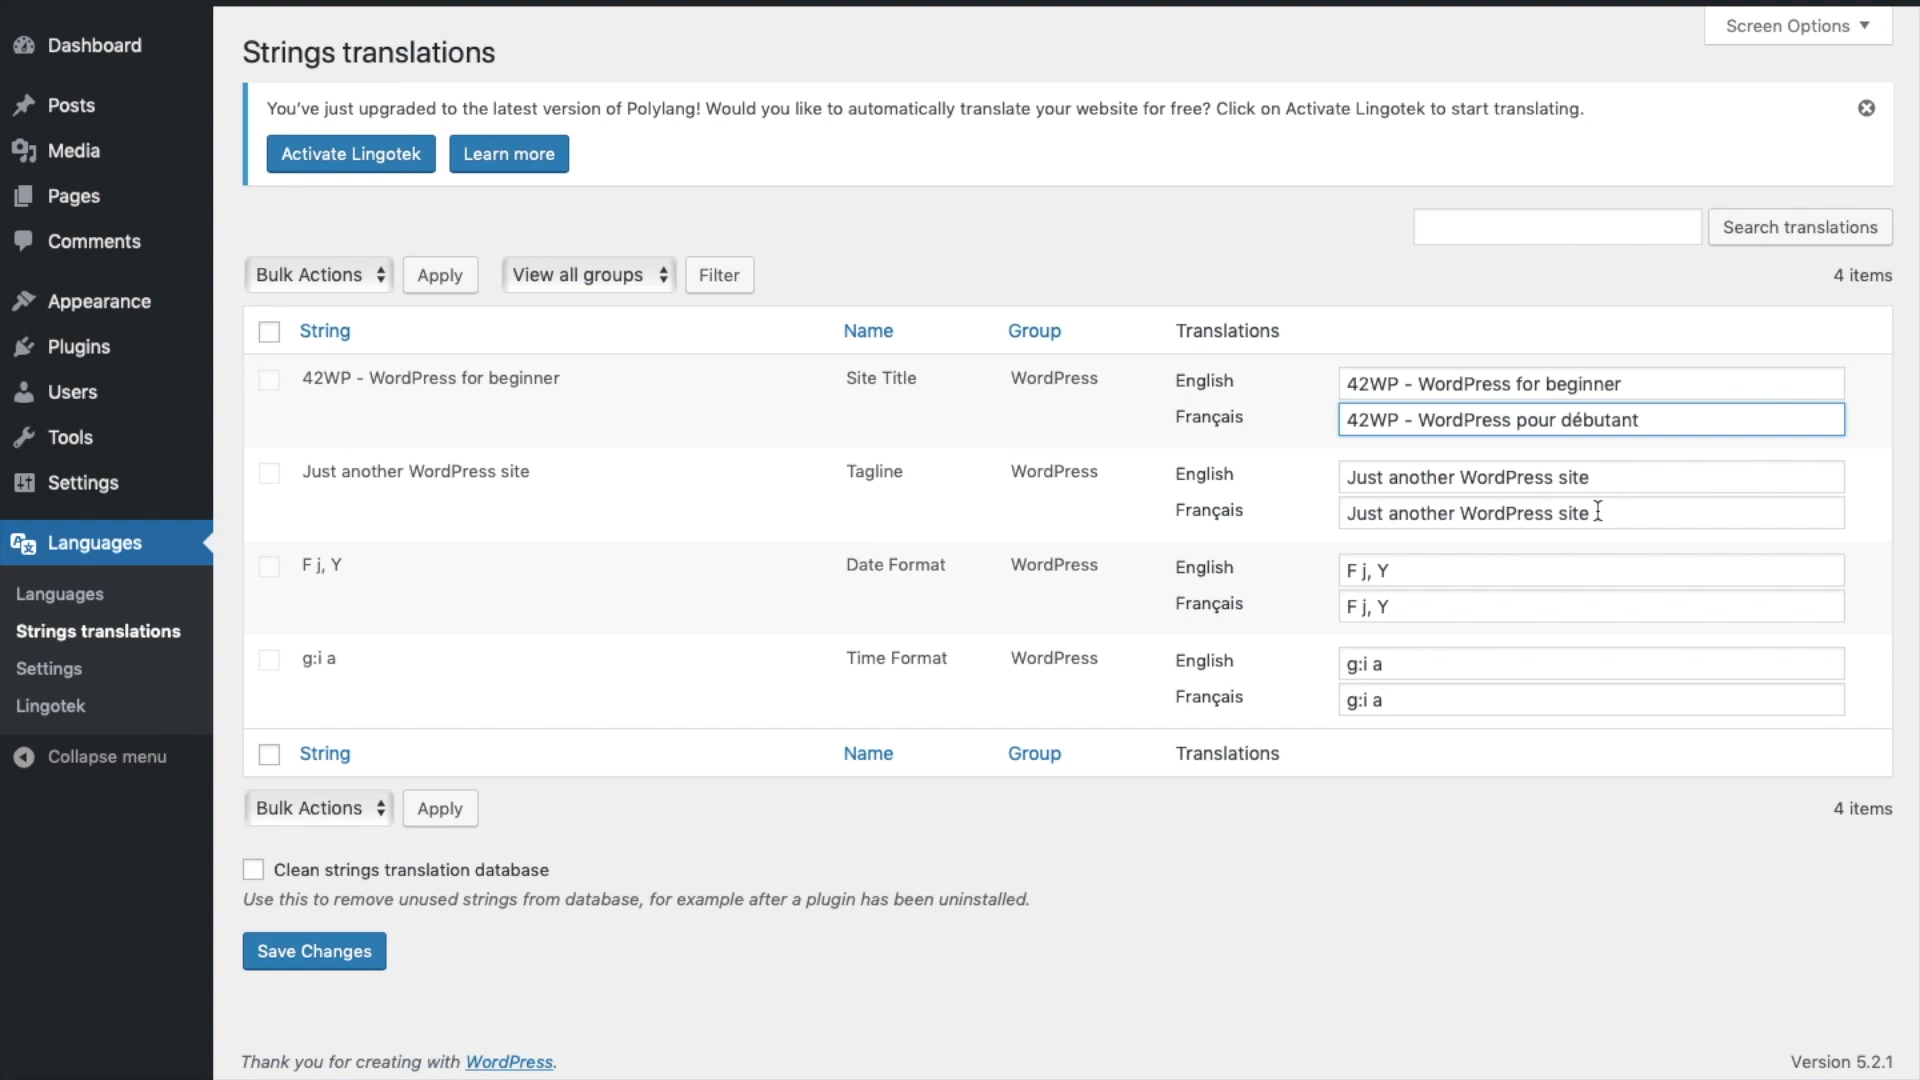 Screen Options
Dashboard
Posts
Media
Pages
Comments
Appearance
Plugins
Users
Tools
Settings
Languages
Languages
Strings translations
Settings
Lingotek
Collapse menu
Strings translations
You've just upgraded to the latest version of Polylang! Would you like to automatically translate your website for free? Click on Activate Lingotek to start translating.
Activate Lingotek Learn more
Search translations
Bulk Actions Apply View all groups Filter 4 items
String Name Group Translations
42WP - WordPress for beginner Site Title WordPress English 42WP - WordPress for beginner
Français 42WP - WordPress pour débutant
Just another WordPress site Tagline WordPress English Just another WordPress site
Français Just another WordPress site
F j, Y Date Format WordPress English F j, Y
Français F j, Y
g:i a Time Format WordPress English g:i a
Français g:i a
String Name Group Translations
Bulk Actions Apply 4 items
Clean strings translation database
Use this to remove unused strings from database, for example after a plugin has been uninstalled.
Save Changes
Thank you for creating with WordPress. Version 5.2.1